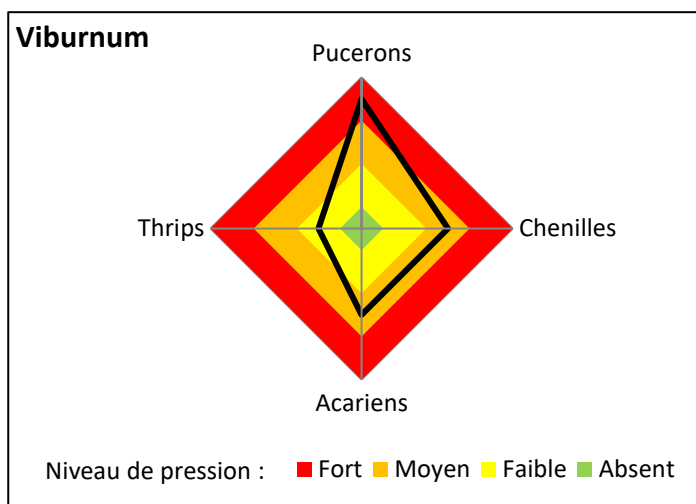 Viburnum
Pucerons
Thrips
Chenilles
Acariens
Niveau de pression : Fort Moyen Faible Absent